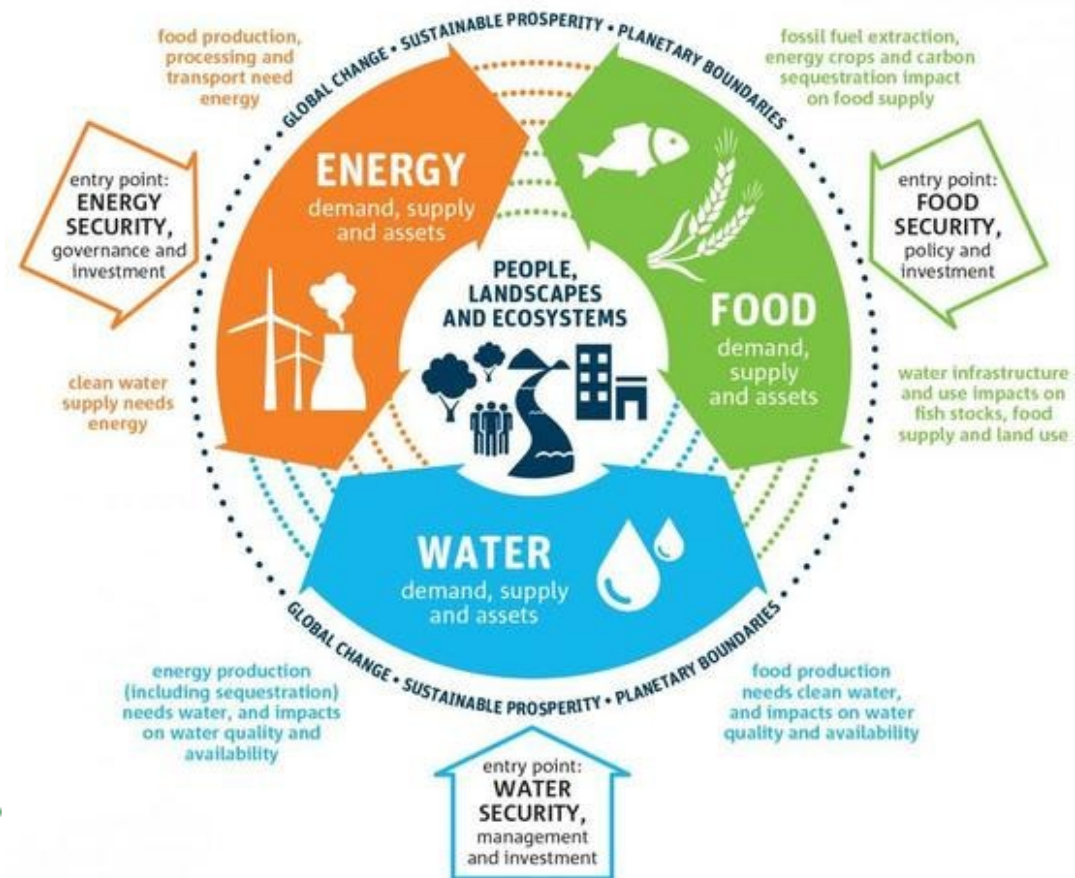 GLOBAL CHANGE • SUSTAINABLE PROSPERITY • PLANETARY BOUNDARIES
food production,
processing and
transport need
energy
fossil fuel extraction,
energy crops and carbon
sequestration impact
on food supply
entry point:
ENERGY
SECURITY,
governance and
investment
ENERGY
demand, supply
and assets
entry point:
FOOD
SECURITY,
policy and
investment
PEOPLE,
LANDSCAPES
AND ECOSYSTEMS
FOOD
demand,
supply
and assets
clean water
supply needs
energy
water infrastructure
and use impacts on
fish stocks, food
supply and land use
WATER
demand, supply
and assets
GLOBAL CHANGE • SUSTAINABLE PROSPERITY • PLANETARY BOUNDARIES
energy production
(including sequestration)
needs water, and impacts
on water quality and
availability
food production
needs clean water,
and impacts on water
quality and availability
entry point:
WATER
SECURITY,
management
and investment